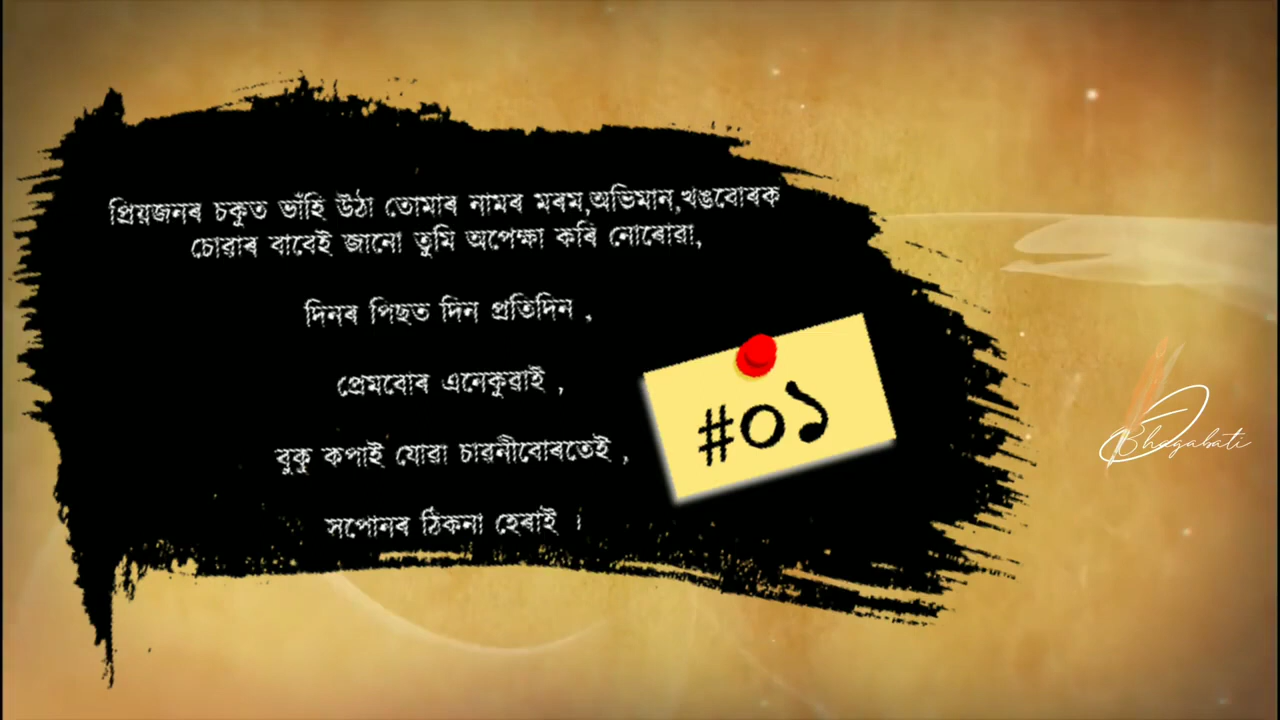 প্ৰিয়জনৰ চকুত ভাঁহি উঠা তোমাৰ নামৰ মৰম,অভিমান,খঙবোৰক
চোৱাৰ বাবেই জানো তুমি অপেক্ষা কৰি নোৰোৱা,
দিনৰ পিছত দিন প্ৰতিদিন ,
প্ৰেমবোৰ এনেকুৱাই ,
বুকু কপাই যোৱা চাৱনীবোৰতেই ,
সপোনৰ ঠিকনা হেৰাই ।
#০১
Bhagabati